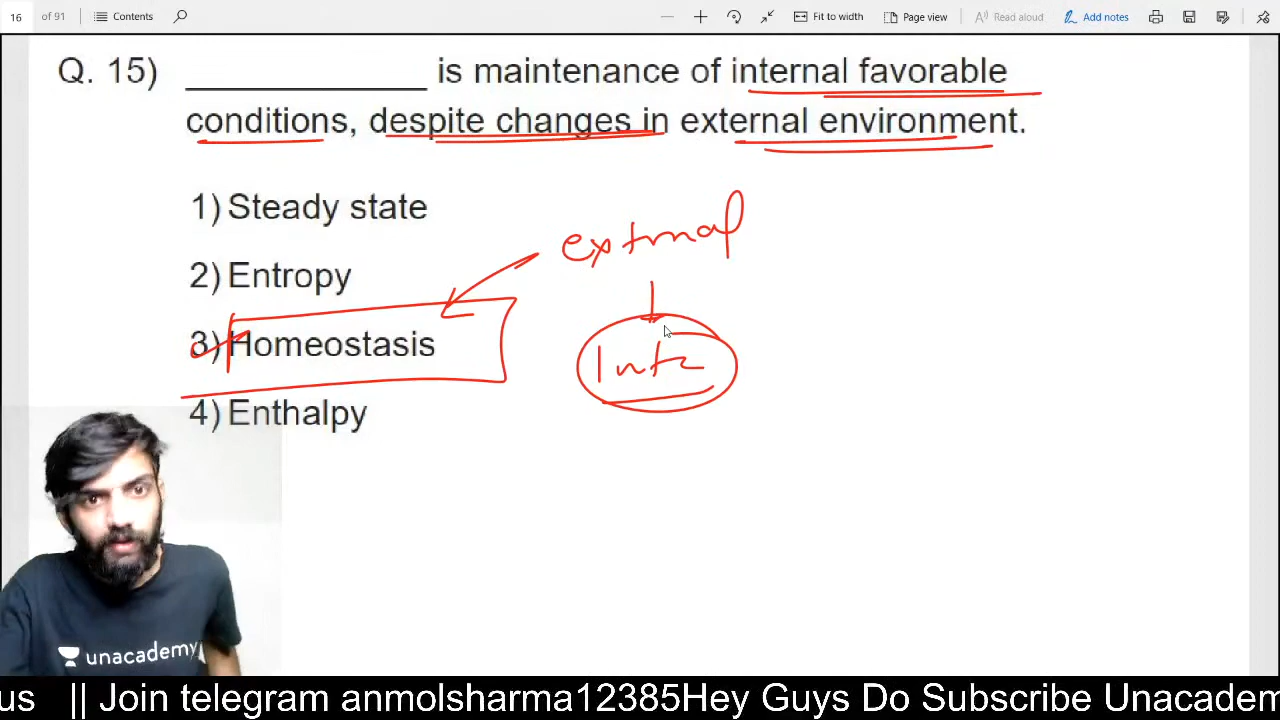 16 of 91 Contents Fit to width Page view Read aloud Add notes
Q. 15) ____________ is maintenance of internal favorable
conditions, despite changes in external environment.
1) Steady state
external
2) Entropy
3) Homeostasis
4) Enthalpy
unacademy
us || Join telegram anmolsharma12385Hey Guys Do Subscribe Unacadem